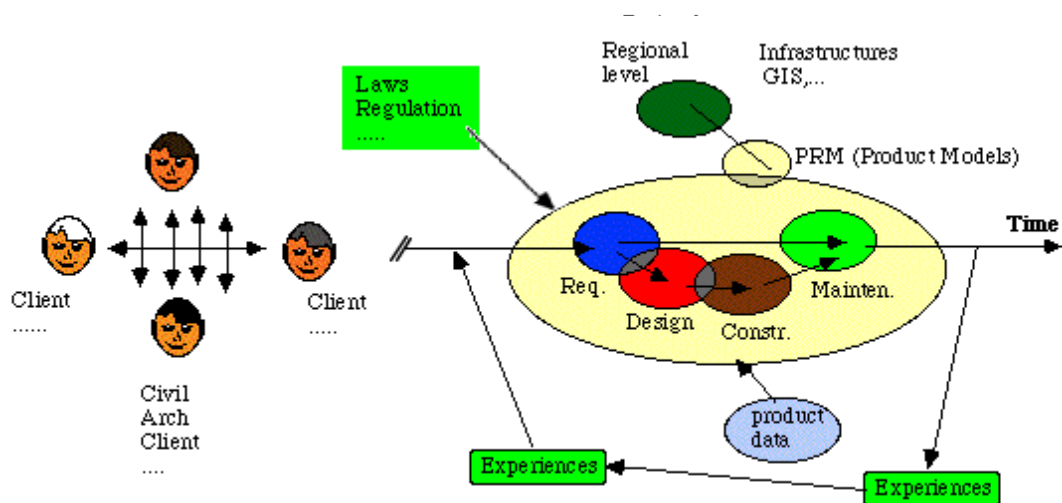 Regional
level
Infrastructures
GIS,...
Laws
Regulation
.....
PRM (Product Models)
Time
Client
......
Client
.....
Req.
Mainten.
Design
Constr.
Civil
Arch
Client
....
product
data
Experiences
Experiences